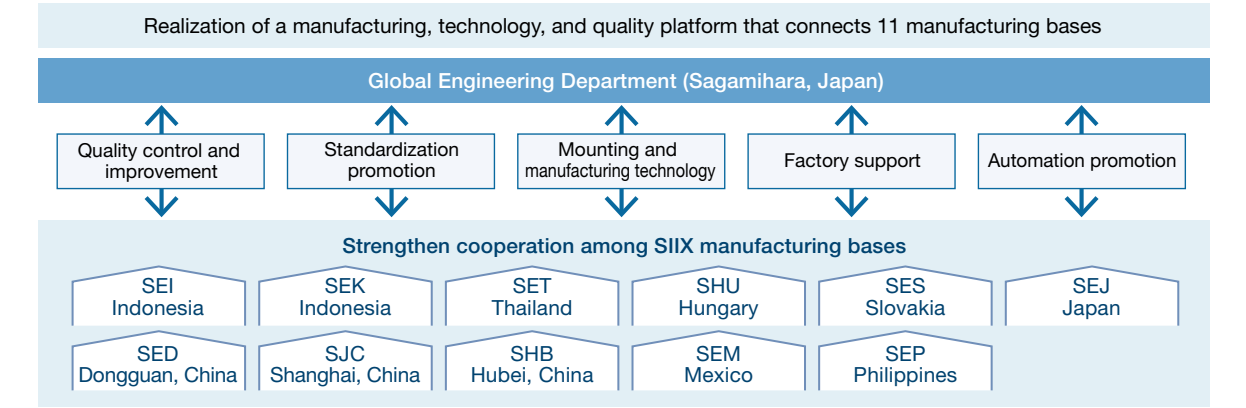 Realization of a manufacturing, technology, and quality platform that connects 11 manufacturing bases
Global Engineering Department (Sagamihara, Japan)
Quality control and
improvement
Standardization
promotion
Mounting and
manufacturing technology
Factory support
Automation promotion
Strengthen cooperation among SIIX manufacturing bases
SEI
Indonesia
SEK
Indonesia
SET
Thailand
SHU
Hungary
SES
Slovakia
SEJ
Japan
SED
Dongguan, China
SJC
Shanghai, China
SHB
Hubei, China
SEM
Mexico
SEP
Philippines